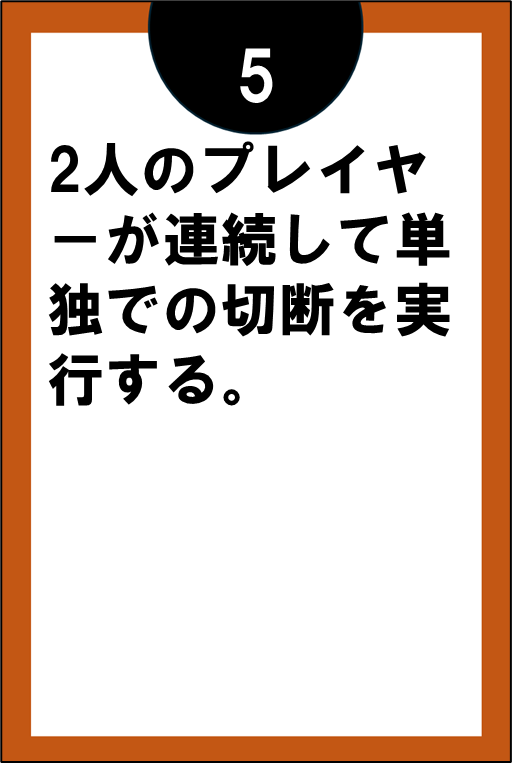 5
2人のプレイヤ
ーが連続して単
独での切断を実
行する。